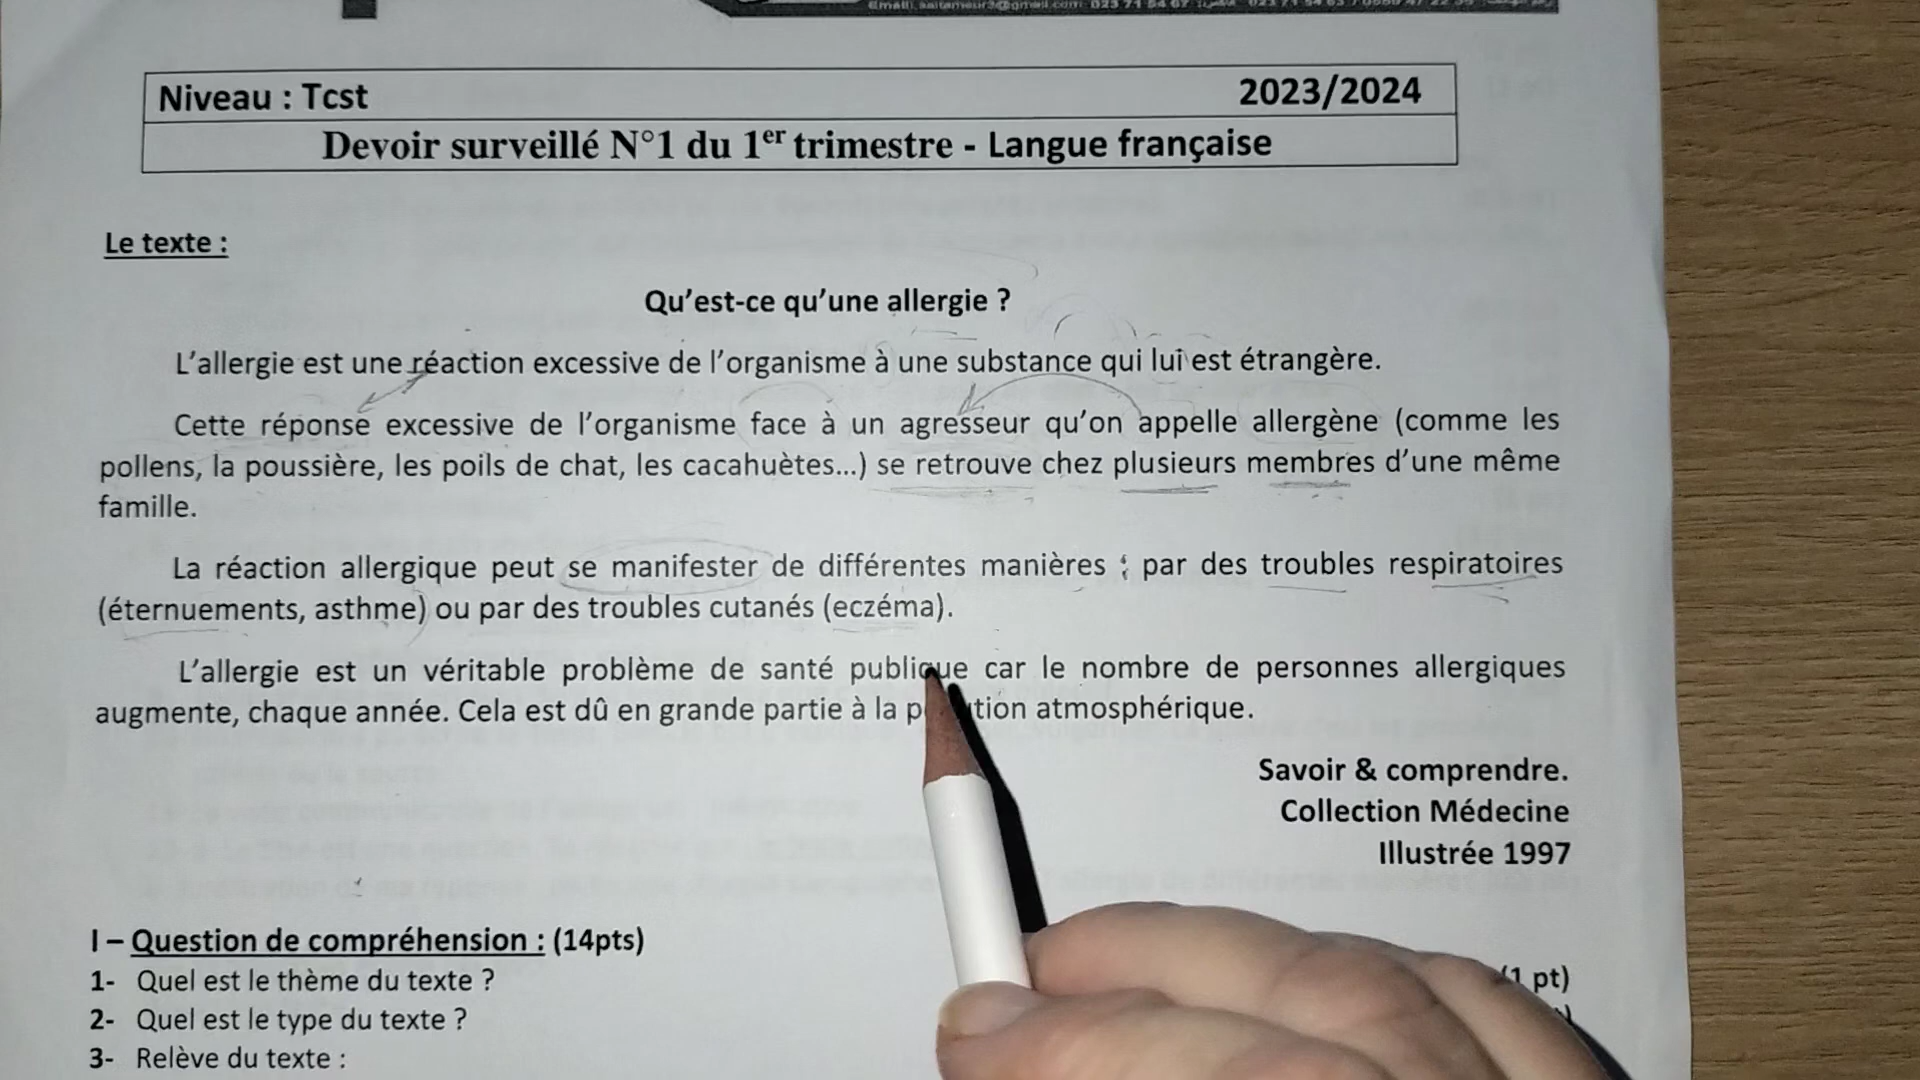 Niveau : Tcst 2023/2024
Devoir surveillé N°1 du 1er trimestre - Langue française
Le texte :
Qu'est-ce qu'une allergie ?
L'allergie est une réaction excessive de l'organisme à une substance qui lui est étrangère.
Cette réponse excessive de l'organisme face à un agresseur qu'on appelle allergène (comme les
pollens, la poussière, les poils de chat, les cacahuètes...) se retrouve chez plusieurs membres d'une même
famille.
La réaction allergique peut se manifester de différentes manières : par des troubles respiratoires
(éternuements, asthme) ou par des troubles cutanés (eczéma).
L'allergie est un véritable problème de santé publique car le nombre de personnes allergiques
augmente, chaque année. Cela est dû en grande partie à la pollution atmosphérique.
Savoir & comprendre.
Collection Médecine
Illustrée 1997
I – Question de compréhension : (14pts)
1- Quel est le thème du texte ? (1 pt)
2- Quel est le type du texte ?
3- Relève du texte :